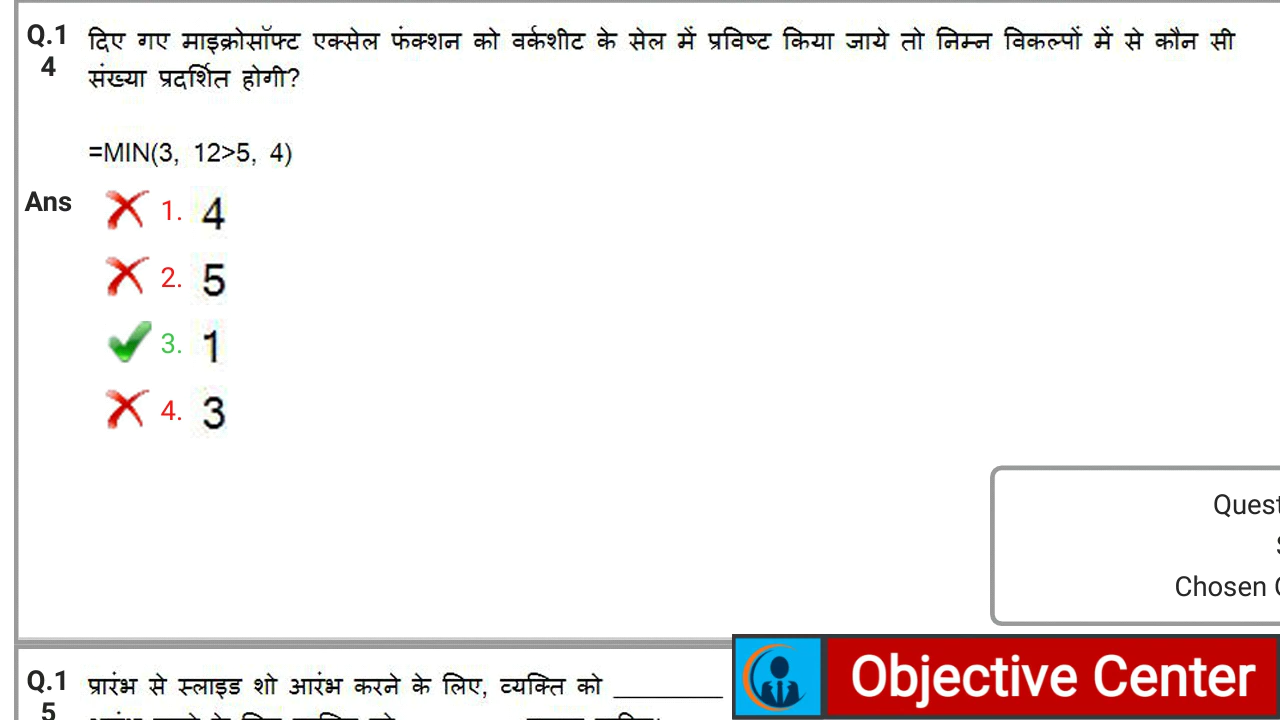 Q.1 दिए गए माइक्रोसॉफ्ट एक्सेल फंक्शन को वर्कशीट के सेल में प्रविष्ट किया जाये तो निम्न विकल्पों में से कौन सी
4 संख्या प्रदर्शित होगी?
=MIN(3, 12>5, 4)
Ans 1. 4
2. 5
3. 1
4. 3
Quest
Chosen
Q.1 प्रारंभ से स्लाइड शो आरंभ करने के लिए, व्यक्ति को ________
5
Objective Center